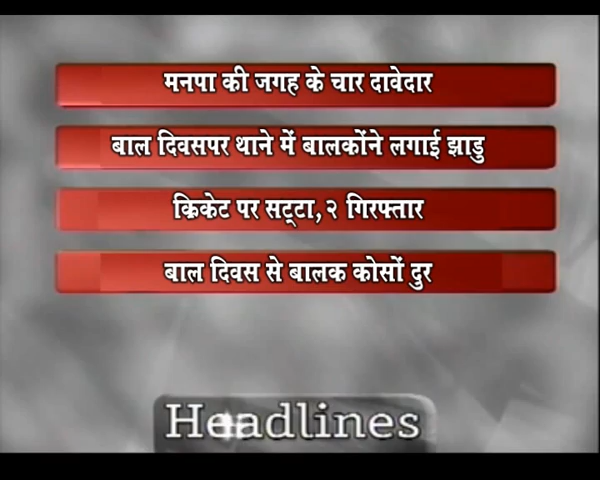 मनपा की जगह के चार दावेदार
बाल दिवसपर थाने में बालकोंने लगाई झाडु
क्रिकेट पर सट्टा,२ गिरफ्तार
बाल दिवस से बालक कोसों दुर
Headlines